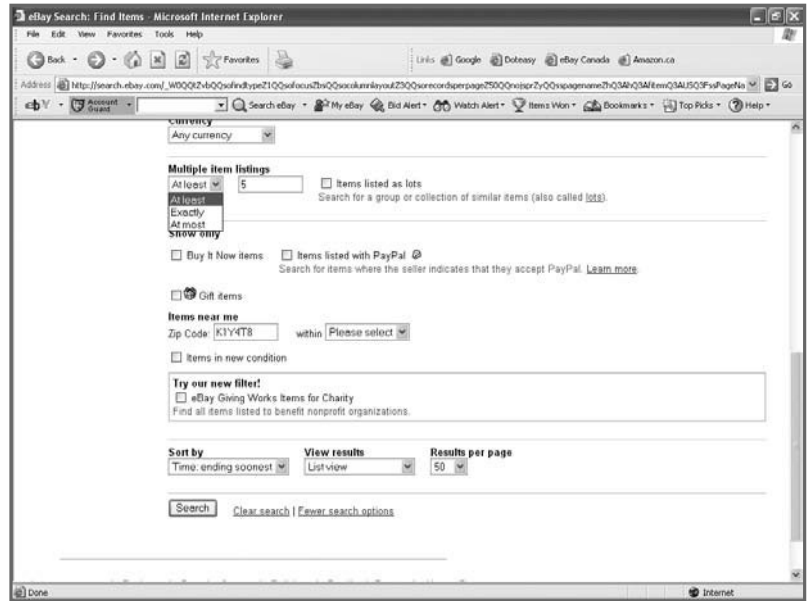 eBay Search: Find Items - Microsoft Internet Explorer
File Edit View Favorites Tools Help
Back Favorites Links Google Doteasy eBay Canada Amazon.ca
Address Go
ebY Account Guard Search eBay My eBay Bid Alert Watch Alert Items Won Bookmarks Top Picks Help
Currency
Any currency
Multiple item listings
At least 5 Items listed as lots
At least Search for a group or collection of similar items (also called lots).
Exactly
At most
Show only
Buy It Now items Items listed with PayPal
Search for items where the seller indicates that they accept PayPal. Learn more.
Gift items
Items near me
Zip Code: K1Y4T8 within Please select
Items in new condition
Try our new filter!
eBay Giving Works Items for Charity
Find all items listed to benefit nonprofit organizations.
Sort by View results Results per page
Time: ending soonest List view 50
Search Clear search | Fewer search options
Done Internet